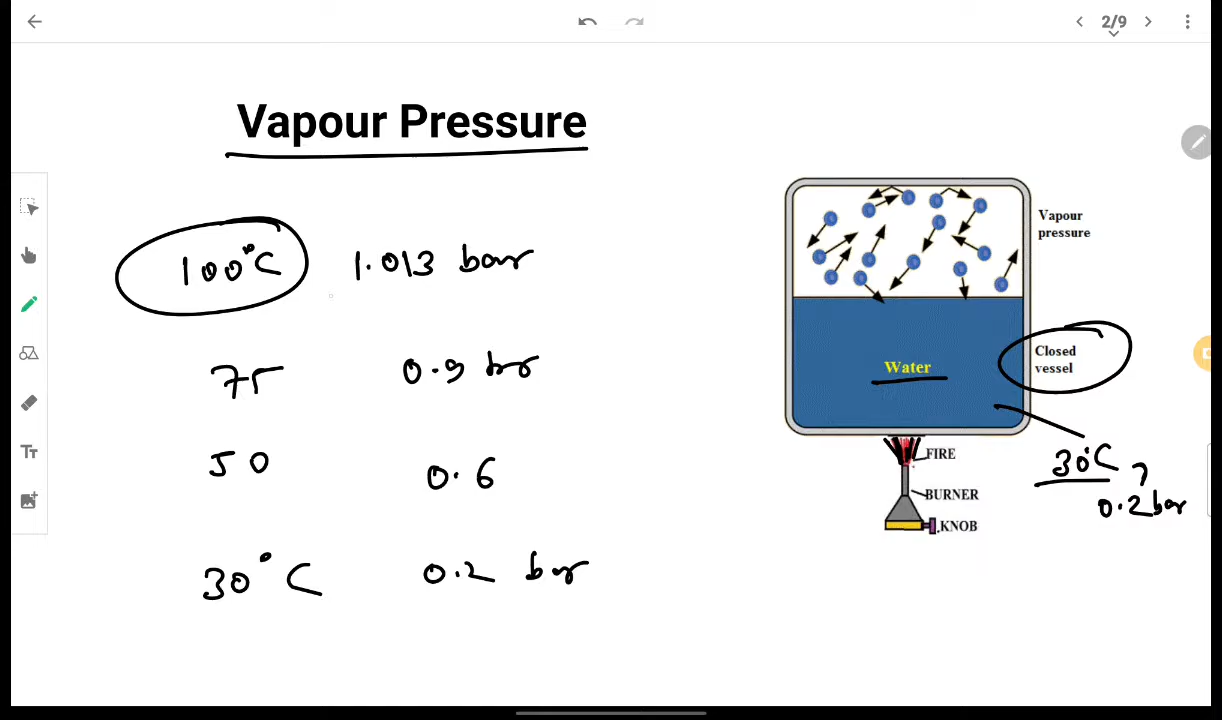 2/9
Vapour Pressure
100°C 1.013 bar
75 0.9 bar
50 0.6
30°C 0.2 bar
Vapour
pressure
Closed
vessel
Water
30°C,
0.2 bar
FIRE
BURNER
KNOB
Tт